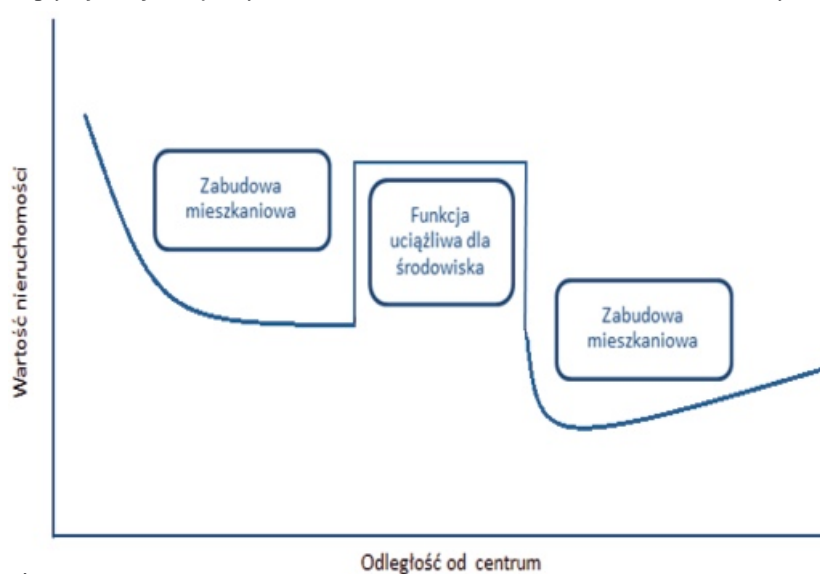 Wartość nieruchomości
Zabudowa
mieszkaniowa
Funkcja
uciążliwa dla
środowiska
Zabudowa
mieszkaniowa
Odległość od centrum